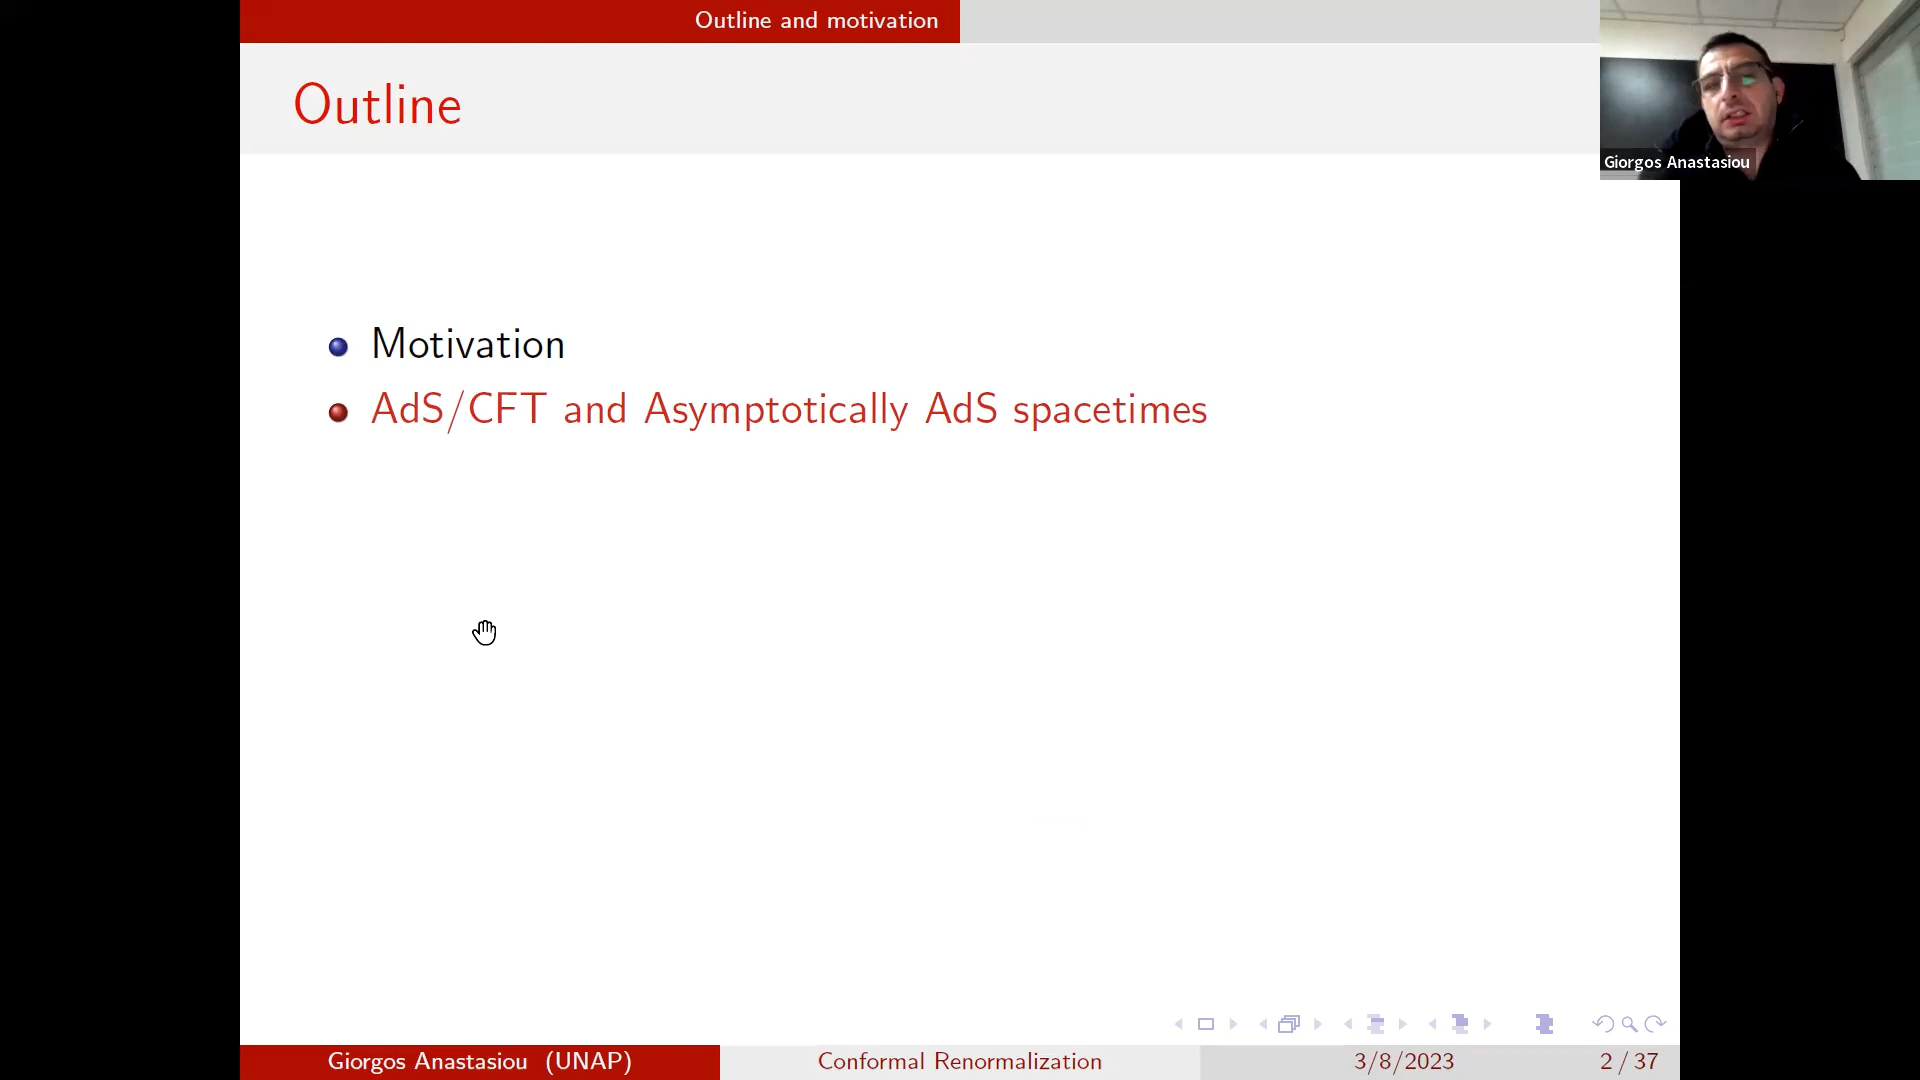 Outline and motivation
Outline
Giorgos Anastasiou
Motivation
AdS/CFT and Asymptotically AdS spacetimes
Giorgos Anastasiou (UNAP)
Conformal Renormalization
3/8/2023
2 / 37